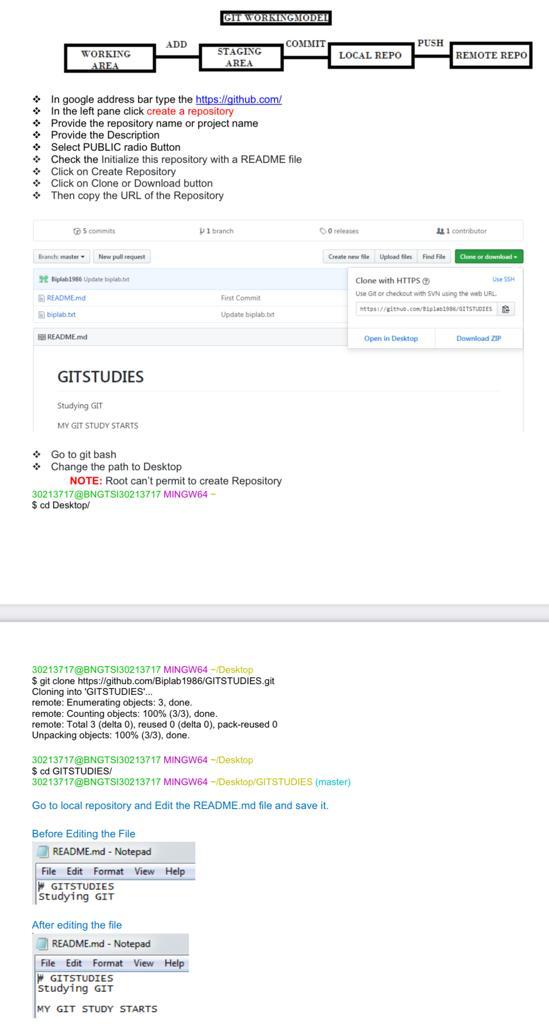 GIT WORKINGMODEL
WORKING AREA ADD STAGING AREA COMMIT LOCAL REPO PUSH REMOTE REPO
❖ In google address bar type the https://github.com/
❖ In the left pane click create a repository
❖ Provide the repository name or project name
❖ Provide the Description
❖ Select PUBLIC radio Button
❖ Check the Initialize this repository with a README file
❖ Click on Create Repository
❖ Click on Clone or Download button
❖ Then copy the URL of the Repository
5 commits 1 branch 0 releases 1 contributor
Branch: master New pull request Create new file Upload files Find File Clone or download
Biplab1986 Update biplab.txt
README.md First Commit
biplab.txt Update biplab.txt
Clone with HTTPS Use SSH
Use Git or checkout with SVN using the web URL.
https://github.com/Biplab1986/GITSTUDIES
Open in Desktop Download ZIP
README.md
GITSTUDIES
Studying GIT
MY GIT STUDY STARTS
❖ Go to git bash
❖ Change the path to Desktop
NOTE: Root can't permit to create Repository
30213717@BNGTSI30213717 MINGW64 ~
$ cd Desktop/
30213717@BNGTSI30213717 MINGW64 ~/Desktop
$ git clone https://github.com/Biplab1986/GITSTUDIES.git
Cloning into 'GITSTUDIES'...
remote: Enumerating objects: 3, done.
remote: Counting objects: 100% (3/3), done.
remote: Total 3 (delta 0), reused 0 (delta 0), pack-reused 0
Unpacking objects: 100% (3/3), done.
30213717@BNGTSI30213717 MINGW64 ~/Desktop
$ cd GITSTUDIES/
30213717@BNGTSI30213717 MINGW64 ~/Desktop/GITSTUDIES (master)
Go to local repository and Edit the README.md file and save it.
Before Editing the File
README.md - Notepad
File Edit Format View Help
# GITSTUDIES
Studying GIT
After editing the file
README.md - Notepad
File Edit Format View Help
# GITSTUDIES
Studying GIT
MY GIT STUDY STARTS